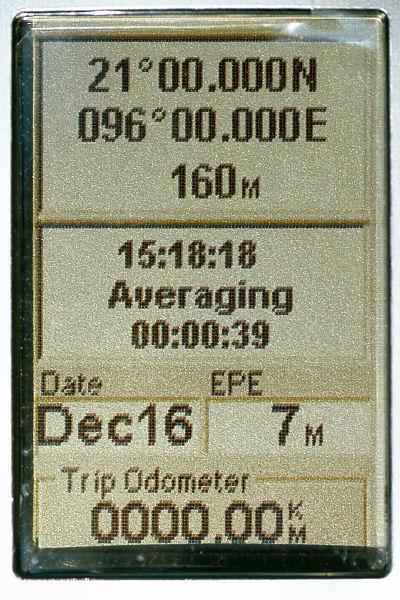 21°00.000N
096°00.000E
160M
15:18:18
Averaging
00:00:39
Date EPE
Dec16 7M
Trip Odometer
0000.00KM